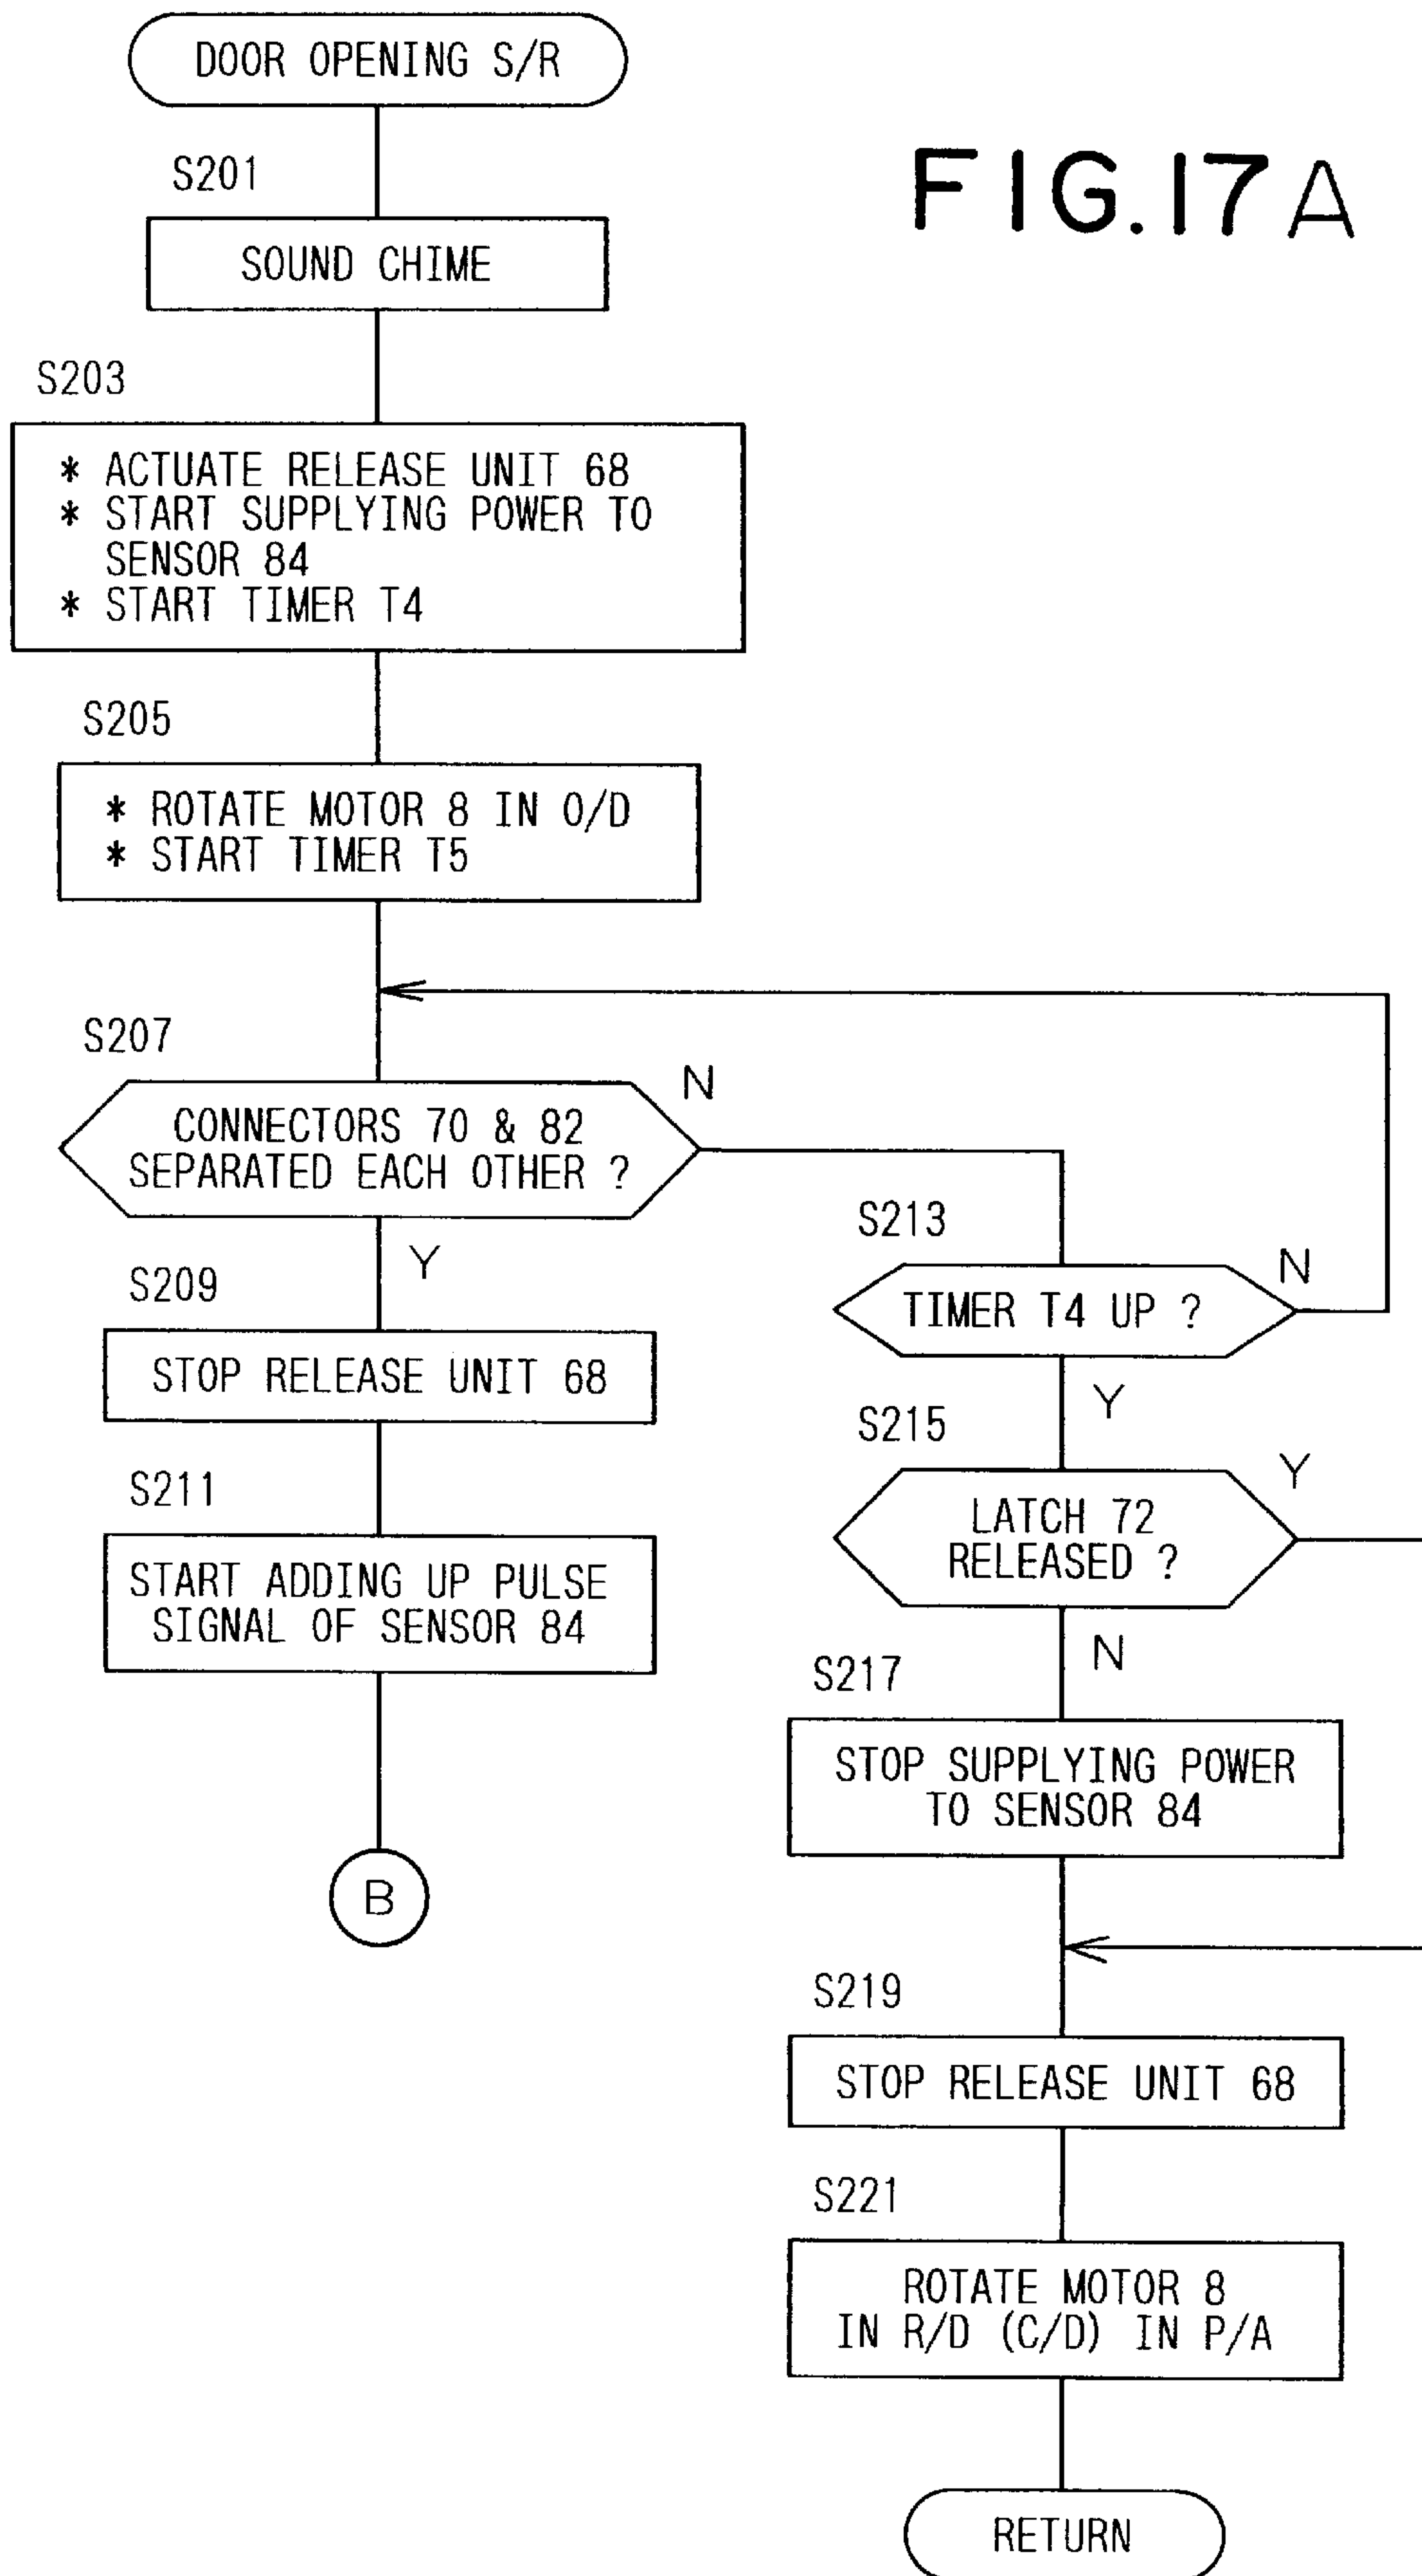 DOOR OPENING S/R
FIG.17A
S201
SOUND CHIME
S203
* ACTUATE RELEASE UNIT 68
* START SUPPLYING POWER TO
SENSOR 84
* START TIMER T4
S205
* ROTATE MOTOR 8 IN O/D
* START TIMER T5
S207
CONNECTORS 70 & 82
SEPARATED EACH OTHER ?
N
Y
S209
STOP RELEASE UNIT 68
S211
START ADDING UP PULSE
SIGNAL OF SENSOR 84
B
S213
TIMER T4 UP ?
N
Y
S215
LATCH 72
RELEASED ?
Y
N
S217
STOP SUPPLYING POWER
TO SENSOR 84
S219
STOP RELEASE UNIT 68
S221
ROTATE MOTOR 8
IN R/D (C/D) IN P/A
RETURN